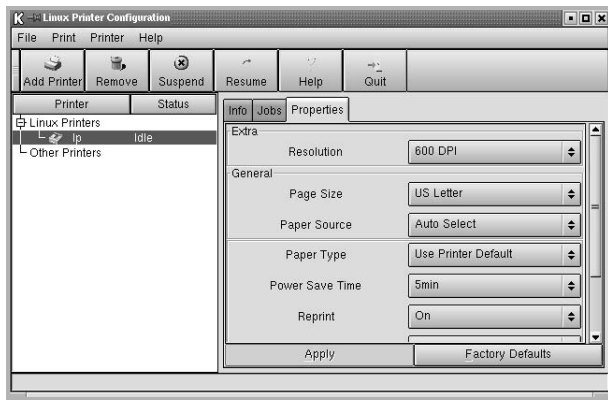 K Linux Printer Configuration
File Print Printer Help
Add Printer Remove Suspend Resume Help Quit
Printer Status
Linux Printers
lp Idle
Other Printers
Info Jobs Properties
Extra
Resolution 600 DPI
General
Page Size US Letter
Paper Source Auto Select
Paper Type Use Printer Default
Power Save Time 5min
Reprint On
Apply Factory Defaults